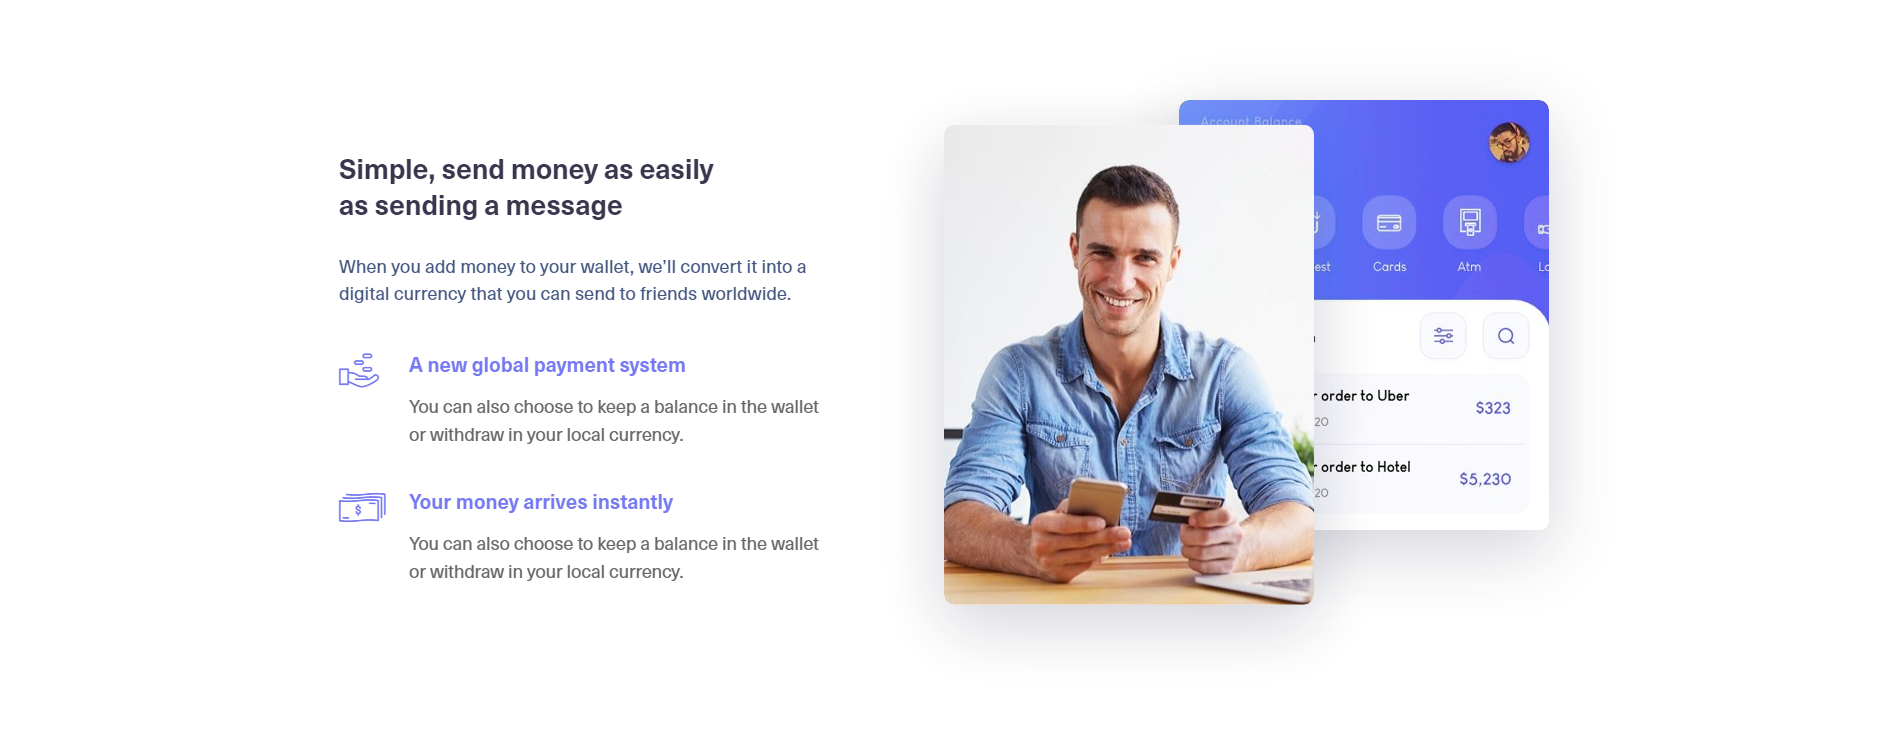 Simple, send money as easily
as sending a message
When you add money to your wallet, we'll convert it into a
digital currency that you can send to friends worldwide.
A new global payment system
You can also choose to keep a balance in the wallet
or withdraw in your local currency.
Your money arrives instantly
You can also choose to keep a balance in the wallet
or withdraw in your local currency.
Account Balance
Cards Atm
order to Uber
$323
20
order to Hotel
$5,230
20